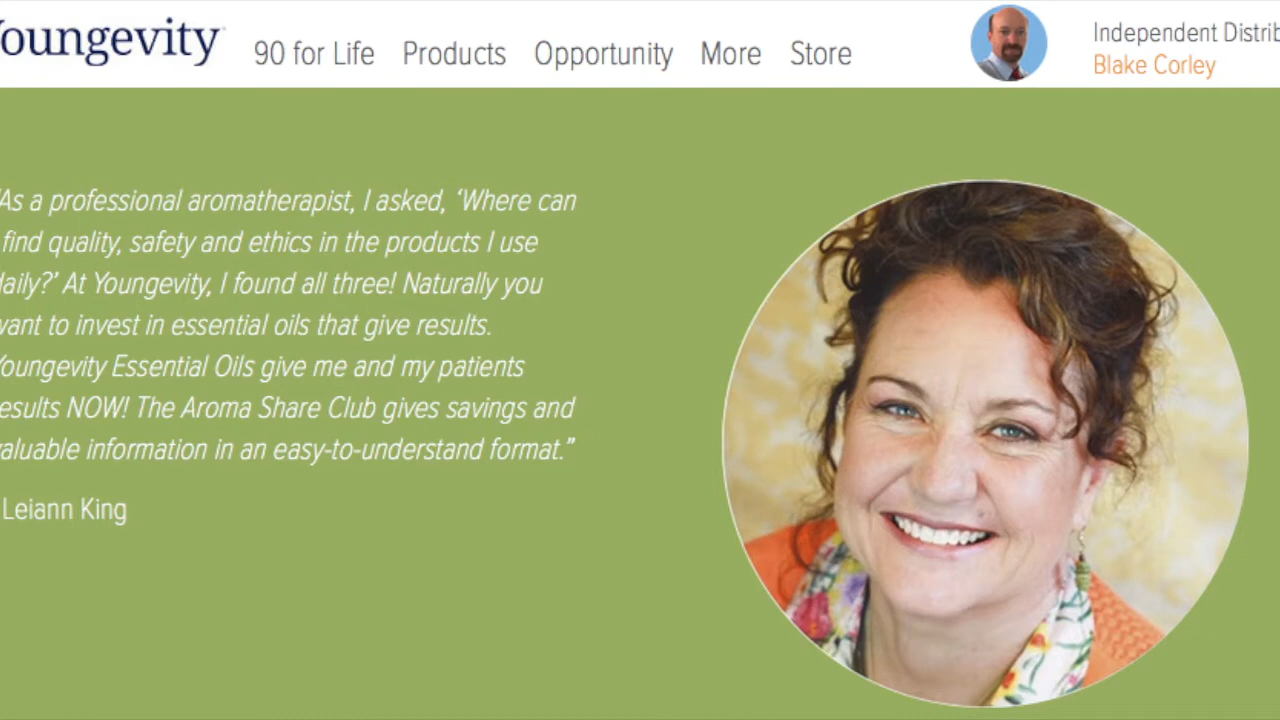 Youngevity
90 for Life Products Opportunity More Store
Independent Distrib
Blake Corley
"As a professional aromatherapist, I asked, ‘Where can
find quality, safety and ethics in the products I use
daily?’ At Youngevity, I found all three! Naturally you
want to invest in essential oils that give results.
Youngevity Essential Oils give me and my patients
results NOW! The Aroma Share Club gives savings and
valuable information in an easy-to-understand format.”
Leiann King